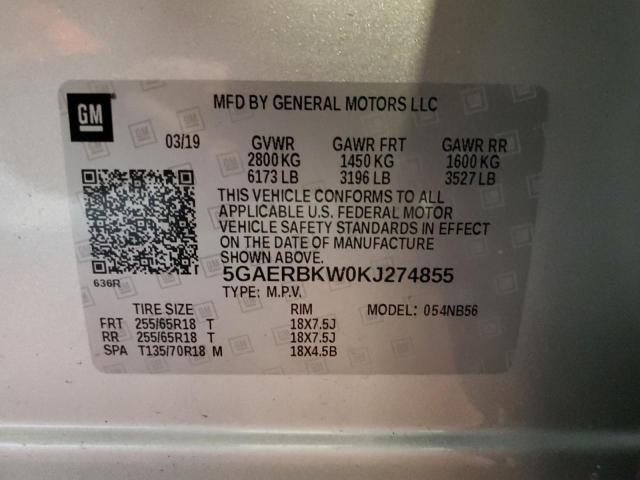 GM
MFD BY GENERAL MOTORS LLC
03/19 GVWR GAWR FRT GAWR RR
2800 KG 1450 KG 1600 KG
6173 LB 3196 LB 3527 LB
THIS VEHICLE CONFORMS TO ALL
APPLICABLE U.S. FEDERAL MOTOR
VEHICLE SAFETY STANDARDS IN EFFECT
ON THE DATE OF MANUFACTURE
SHOWN ABOVE.
T
636R
5GAERBKW0KJ274855
TYPE: M.P.V.
TIRE SIZE RIM MODEL: 054NB56
FRT 255/65R18 T 18X7.5J
RR 255/65R18 T 18X7.5J
SPA T135/70R18 M 18X4.5B